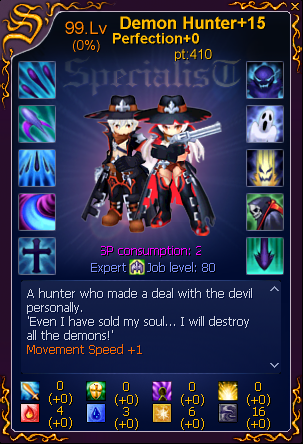 S
99.Lv Demon Hunter+15
(0%) Perfection+0
pt:410
SpecialisT
SP consumption: 2
Expert Job level: 80
A hunter who made a deal with the devil
personally.
'Even I have sold my soul... I will destroy
all the demons!'
Movement Speed +1
0 0 0 0
(+0) (+0) (+0) (+0)
4 3 6 16
(+0) (+0) (+0) (+0)